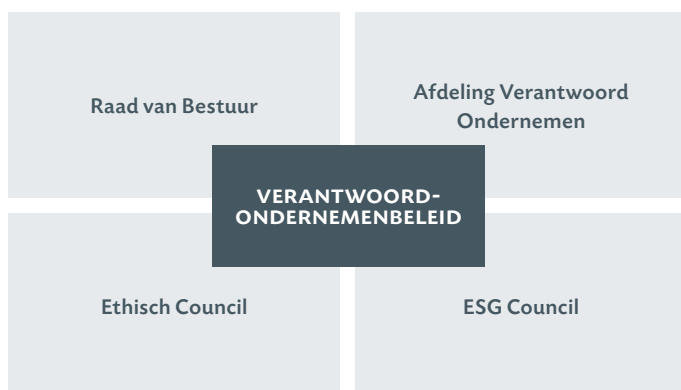 Raad van Bestuur
Afdeling Verantwoord
Ondernemen
VERANTWOORD-
ONDERNEMENBELEID
Ethisch Council
ESG Council